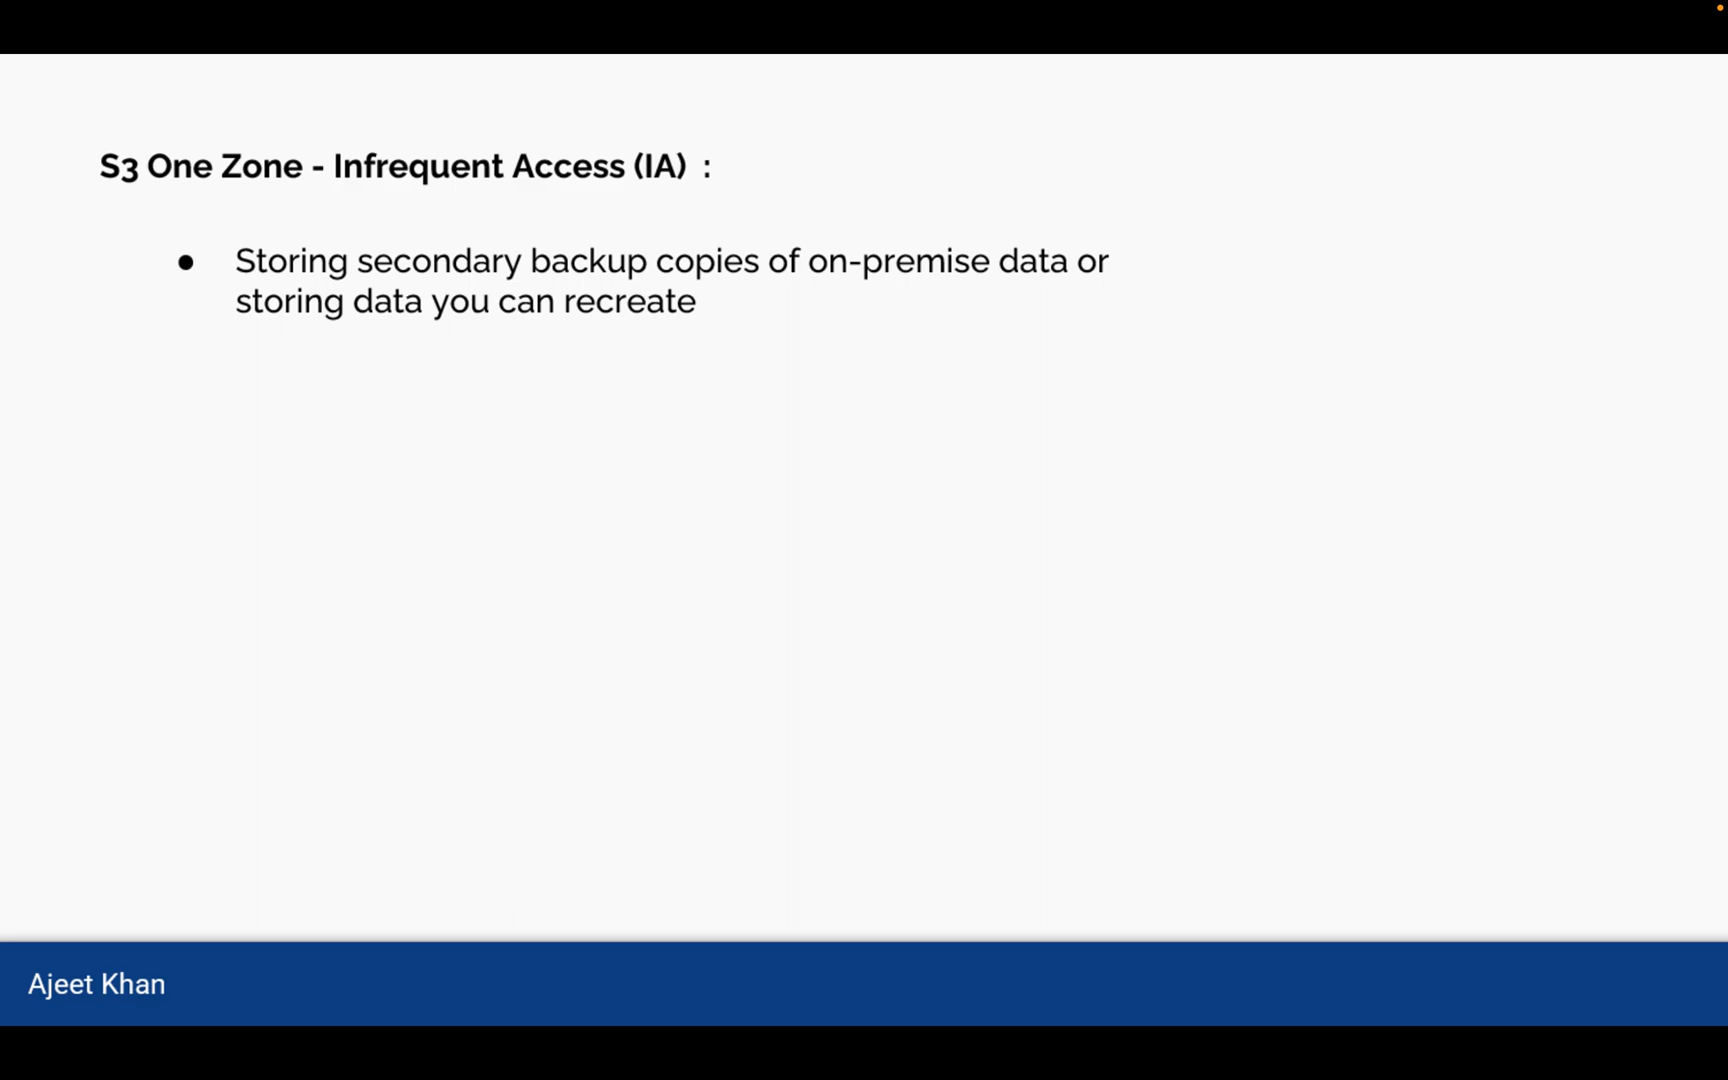 S3 One Zone - Infrequent Access (IA) :
● Storing secondary backup copies of on-premise data or
storing data you can recreate
Ajeet Khan